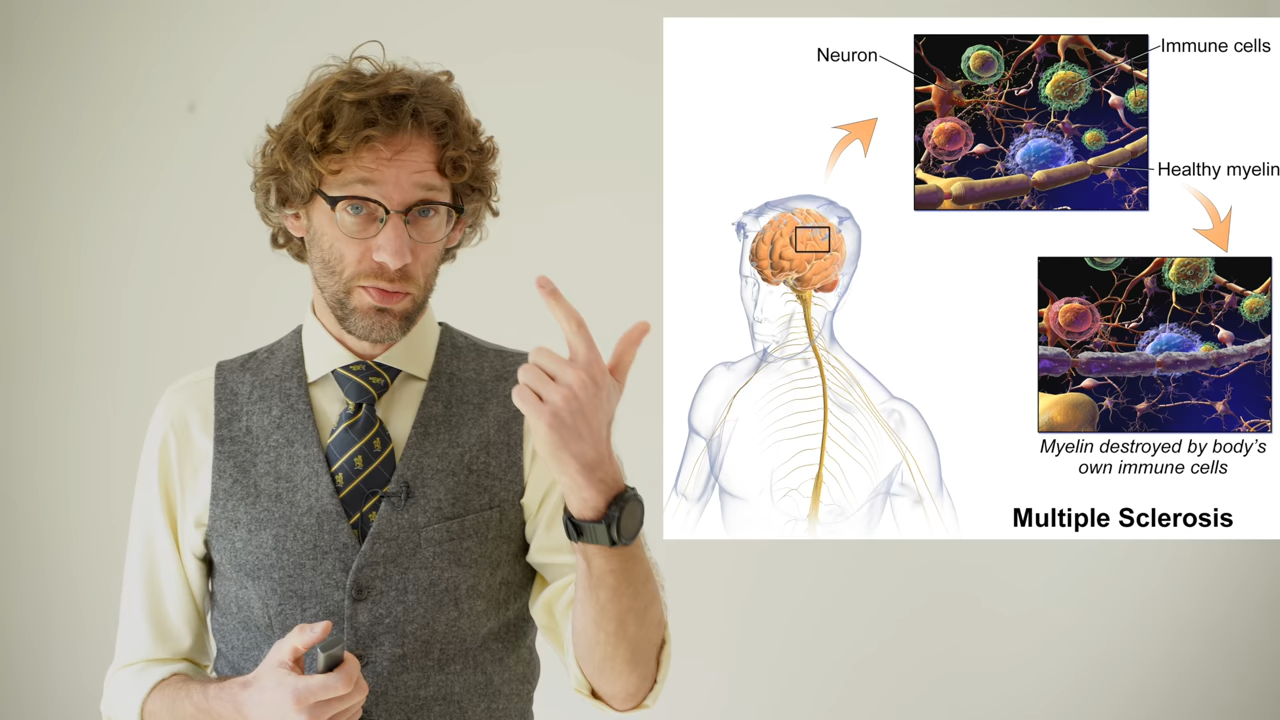 Neuron
Immune cells
Healthy myelin
Myelin destroyed by body's
own immune cells
Multiple Sclerosis